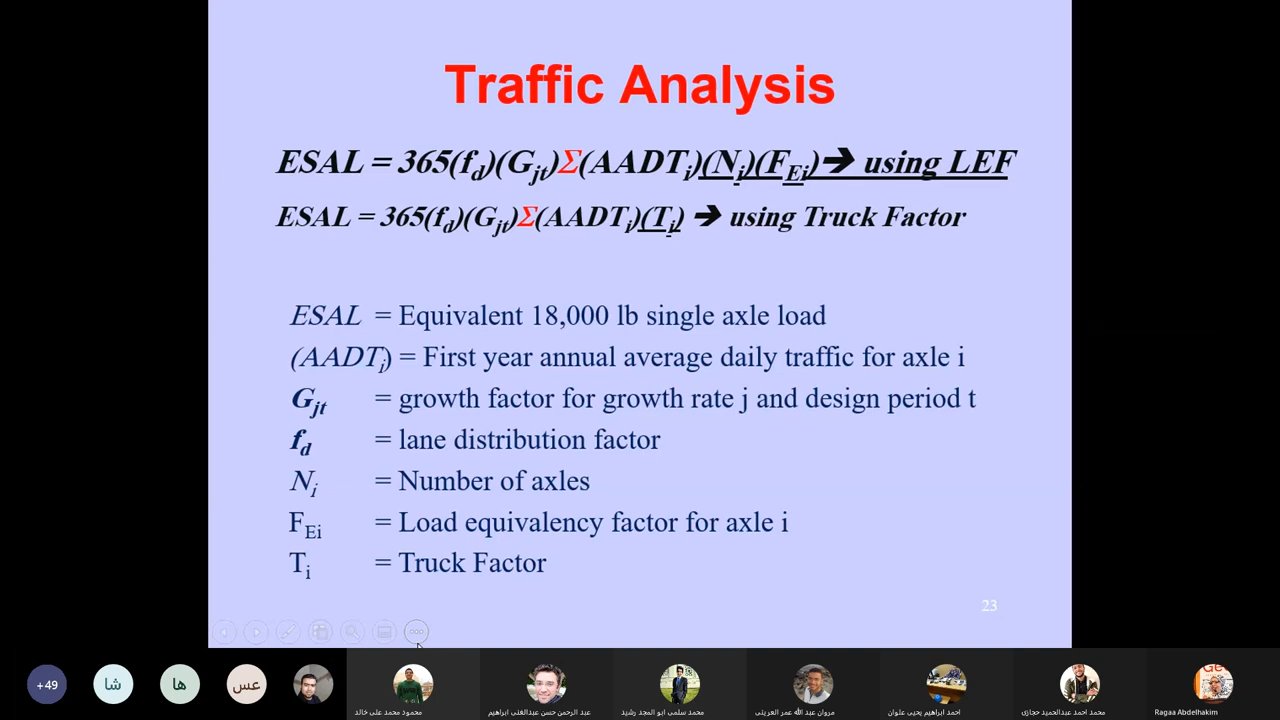 Traffic Analysis
ESAL = 365(fd)(Gjt)Σ(AADTi)(Ni)(FEi)➔ using LEF
ESAL = 365(fd)(Gjt)Σ(AADTi)(Ti) ➔ using Truck Factor
ESAL = Equivalent 18,000 lb single axle load
(AADTi) = First year annual average daily traffic for axle i
Gjt = growth factor for growth rate j and design period t
fd = lane distribution factor
Ni = Number of axles
FEi = Load equivalency factor for axle i
Ti = Truck Factor
23
+49
شا
ها
عس
محمود محمد على خالد
عبد الرحمن حسن عبدالغنى ابراهيم
محمد سلمى ابو المجد رشيد
مروان عبد الله عمر العرينى
احمد ابراهيم يحيى علوان
محمد احمد عبدالحميد حجازى
Ragaa Abdelhakim